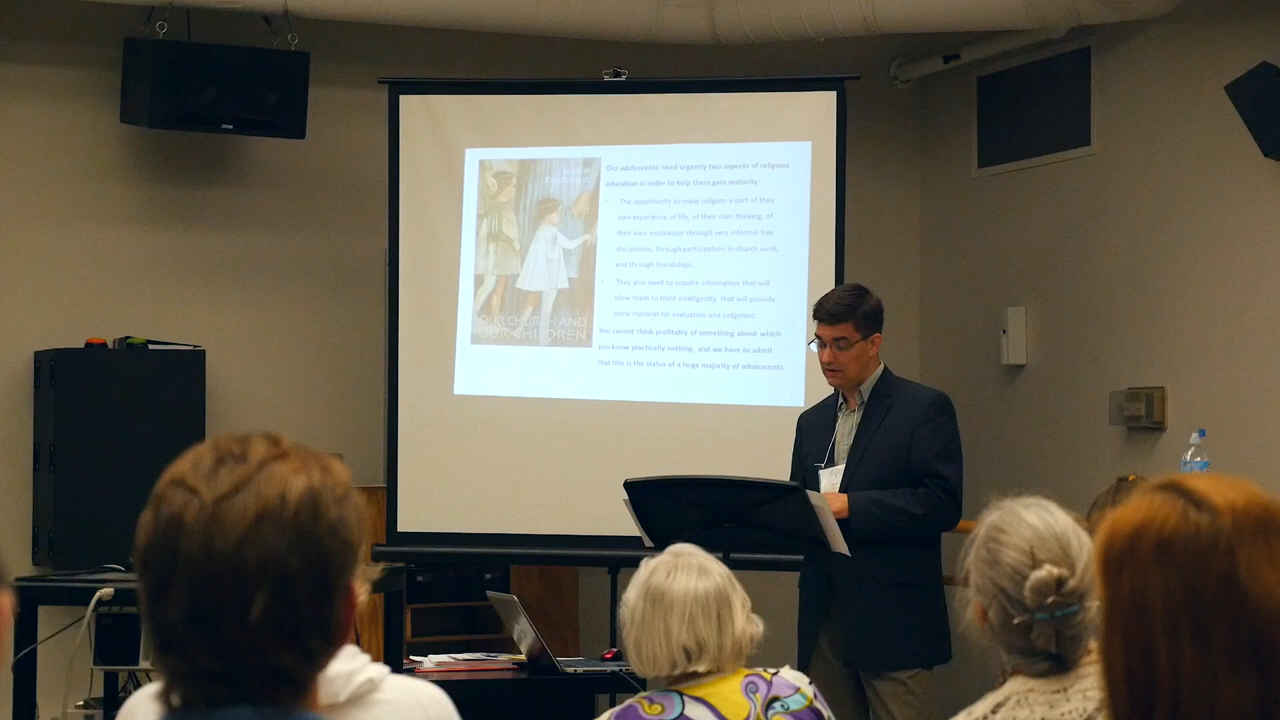 Sophie
Koulomzin
OUR CHURCH AND
OUR CHILDREN
Our adolescents need urgently two aspects of religious
education in order to help them gain maturity:
• The opportunity to make religion a part of their
own experience of life, of their own thinking, of
their own motivation through very informal free
discussions, through participation in church work,
and through friendships.
• They also need to acquire information that will
allow them to think intelligently, that will provide
some material for evaluation and judgment.
You cannot think profitably of something about which
you know practically nothing, and we have to admit
that this is the status of a large majority of adolescents.